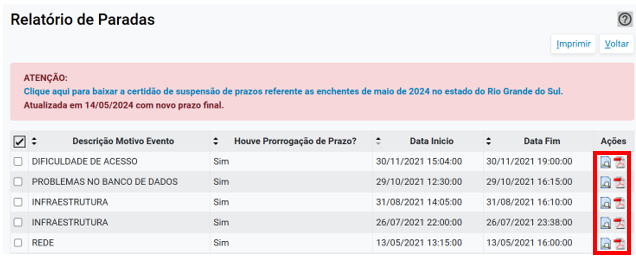 Relatório de Paradas
Imprimir Voltar
ATENÇÃO:
Clique aqui para baixar a certidão de suspensão de prazos referente as enchentes de maio de 2024 no estado do Rio Grande do Sul.
Atualizada em 14/05/2024 com novo prazo final.
Descrição Motivo Evento Houve Prorrogação de Prazo? Data Inicio Data Fim Ações
DIFICULDADE DE ACESSO Sim 30/11/2021 15:04:00 30/11/2021 19:00:00
PROBLEMAS NO BANCO DE DADOS Sim 29/10/2021 12:30:00 29/10/2021 16:15:00
INFRAESTRUTURA Sim 31/08/2021 14:05:00 31/08/2021 16:10:00
INFRAESTRUTURA Sim 26/07/2021 22:00:00 26/07/2021 23:38:00
REDE Sim 13/05/2021 13:15:00 13/05/2021 16:00:00